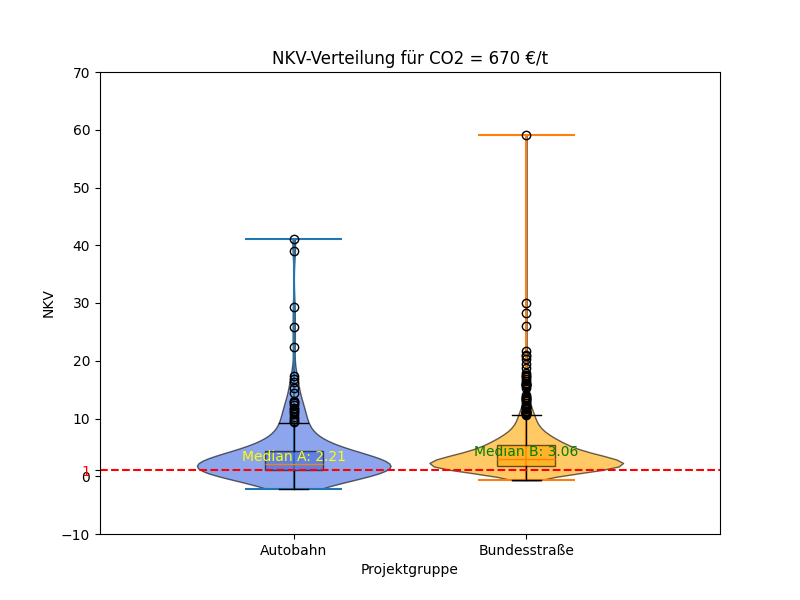 NKV-Verteilung für CO2 = 670 €/t
NKV
70
60
50
40
30
20
10
1
0
−10
Median A: 2.21
Median B: 3.06
Autobahn
Bundesstraße
Projektgruppe